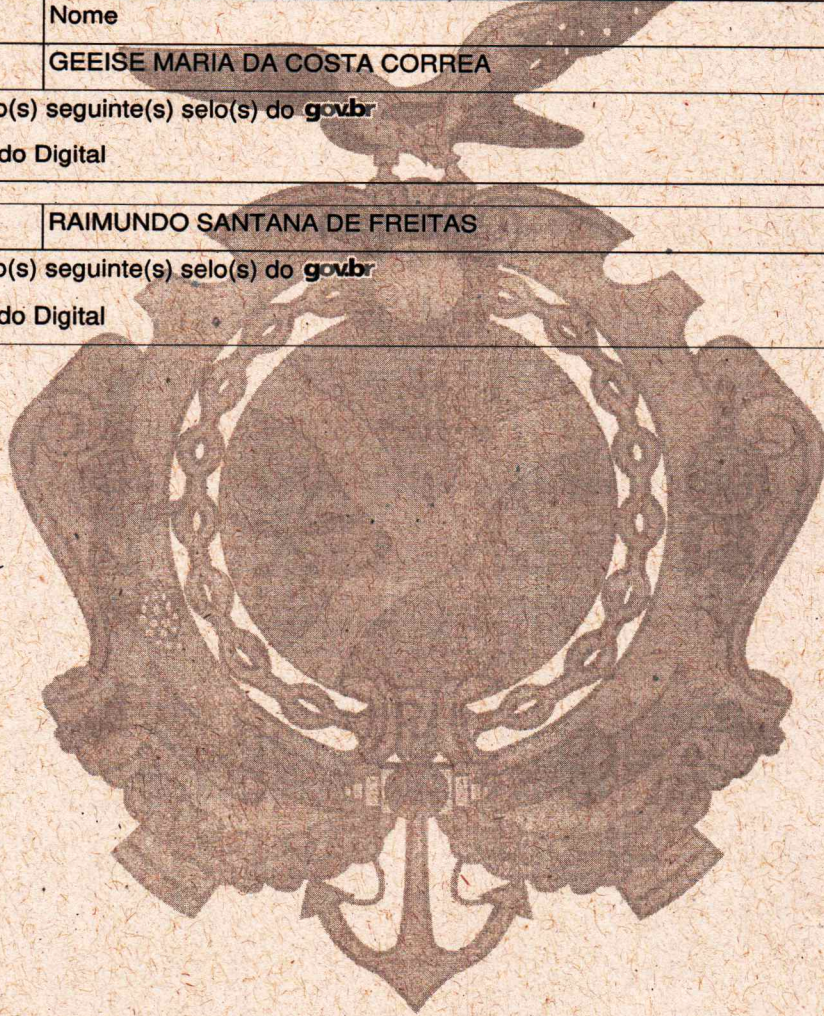 Nome
GEEISE MARIA DA COSTA CORREA
o(s) seguinte(s) selo(s) do gov.br
do Digital
RAIMUNDO SANTANA DE FREITAS
o(s) seguinte(s) selo(s) do gov.br
do Digital